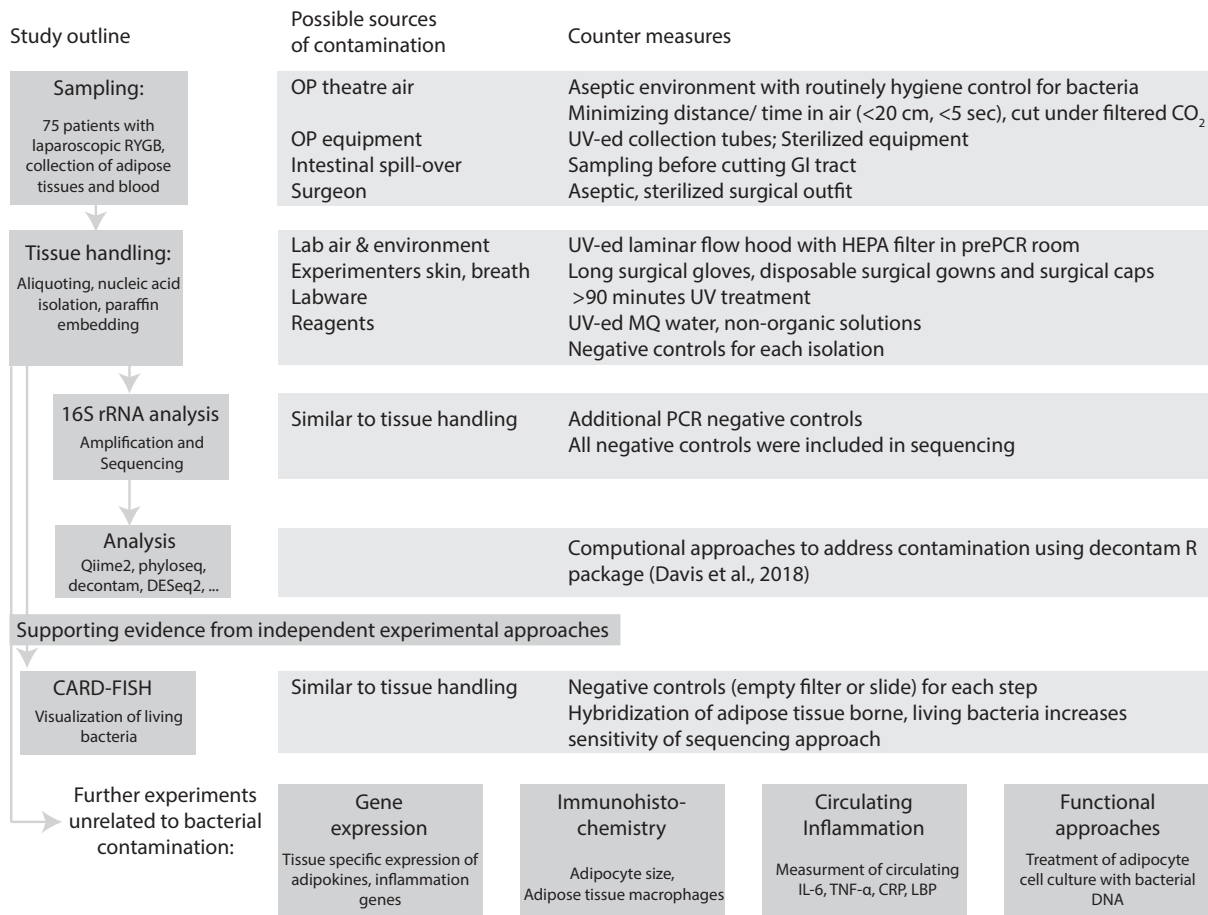 Study outline
Possible sources
of contamination
Counter measures
Sampling:
75 patients with
laparoscopic RYGB,
collection of adipose
tissues and blood
OP theatre air
Aseptic environment with routinely hygiene control for bacteria
Minimizing distance/ time in air (<20 cm, <5 sec), cut under filtered CO2
OP equipment
UV-ed collection tubes; Sterilized equipment
Intestinal spill-over
Sampling before cutting GI tract
Surgeon
Aseptic, sterilized surgical outfit
Tissue handling:
Aliquoting, nucleic acid
isolation, paraffin
embedding
Lab air & environment
UV-ed laminar flow hood with HEPA filter in prePCR room
Experimenters skin, breath
Long surgical gloves, disposable surgical gowns and surgical caps
Labware
>90 minutes UV treatment
Reagents
UV-ed MQ water, non-organic solutions
Negative controls for each isolation
16S rRNA analysis
Amplification and
Sequencing
Similar to tissue handling
Additional PCR negative controls
All negative controls were included in sequencing
Analysis
Qiime2, phyloseq,
decontam, DESeq2, ...
Computional approaches to address contamination using decontam R
package (Davis et al., 2018)
Supporting evidence from independent experimental approaches
CARD-FISH
Visualization of living
bacteria
Similar to tissue handling
Negative controls (empty filter or slide) for each step
Hybridization of adipose tissue borne, living bacteria increases
sensitivity of sequencing approach
Further experiments
unrelated to bacterial
contamination:
Gene
expression
Tissue specific expression of
adipokines, inflammation
genes
Immunohisto-
chemistry
Adipocyte size,
Adipose tissue macrophages
Circulating
Inflammation
Measurment of circulating
IL-6, TNF-α, CRP, LBP
Functional
approaches
Treatment of adipocyte
cell culture with bacterial
DNA